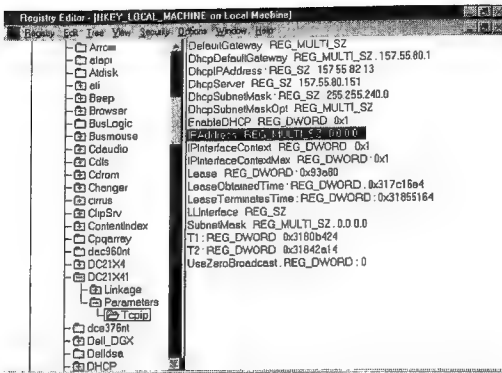 Registry Editor - [HKEY_LOCAL_MACHINE on Local Machine]
Registry Edit Tree View Security Options Window Help
Arrow
atapi
Atdisk
ati
Beep
Browser
BusLogic
Busmouse
Cdaudio
Cdfs
Cdrom
Changer
cirrus
ClipSrv
ContentIndex
Cpqarray
dac960nt
DC21X4
DC21X41
Linkage
Parameters
Tcpip
dce376nt
Dell_DGX
Delldsa
DHCP
DefaultGateway REG_MULTI_SZ
DhcpDefaultGateway REG_MULTI_SZ . 157.55.80.1
DhcpIPAddress REG_SZ 157 55 82 13
DhcpServer REG_SZ 157.55.80.151
DhcpSubnetMask REG_SZ 255 255.240.0
DhcpSubnetMaskOpt REG_MULTI_SZ
EnableDHCP REG_DWORD 0x1
IPAddress REG_MULTI_SZ 0.0.0.0
IPInterfaceContext REG_DWORD 0x1
IPInterfaceContextMax REG_DWORD 0x1
Lease REG_DWORD 0x93a80
LeaseObtainedTime REG_DWORD . 0x317c16e4
LeaseTerminatesTime : REG_DWORD : 0x31855164
LLInterface REG_SZ
SubnetMask REG_MULTI_SZ . 0.0.0.0
T1 : REG_DWORD 0x3180b424
T2 REG_DWORD 0x31842a14
UseZeroBroadcast . REG_DWORD : 0